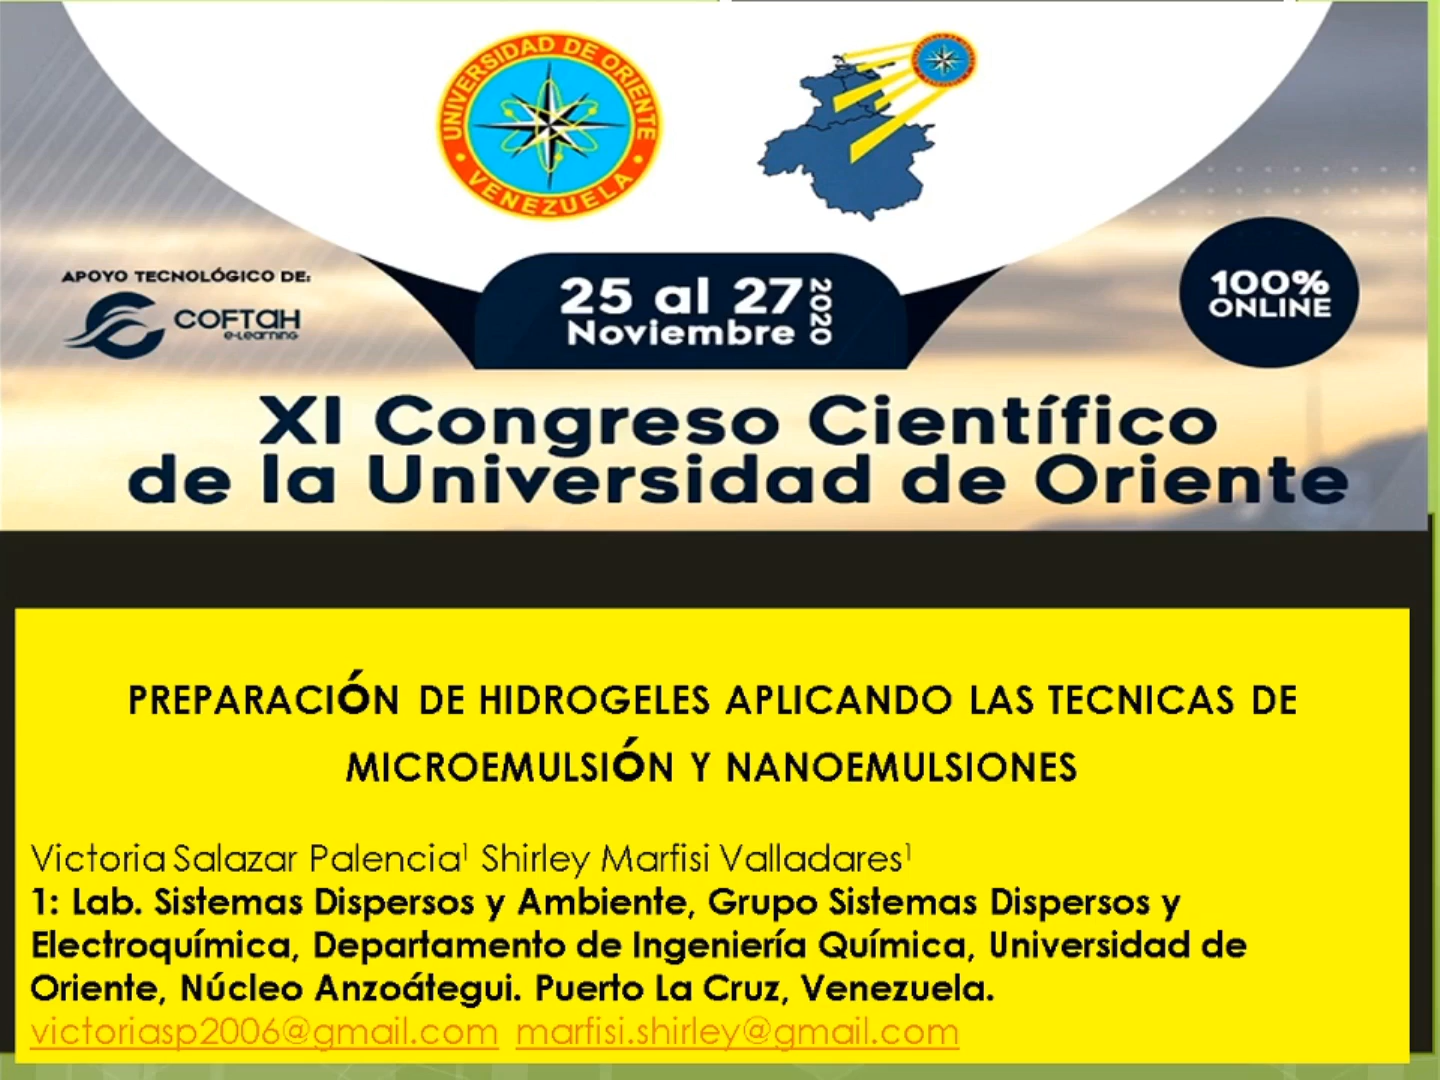 UNIVERSIDAD DE ORIENTE
• VENEZUELA •
APOYO TECNOLÓGICO DE:
COFTAH
e-Learning
25 al 27
Noviembre
2020
100%
ONLINE
XI Congreso Científico
de la Universidad de Oriente
PREPARACIÓN DE HIDROGELES APLICANDO LAS TECNICAS DE
MICROEMULSIÓN Y NANOEMULSIONES
Victoria Salazar Palencia¹ Shirley Marfisi Valladares¹
1: Lab. Sistemas Dispersos y Ambiente, Grupo Sistemas Dispersos y
Electroquímica, Departamento de Ingeniería Química, Universidad de
Oriente, Núcleo Anzoátegui. Puerto La Cruz, Venezuela.
victoriasp2006@gmail.com marfisi.shirley@gmail.com